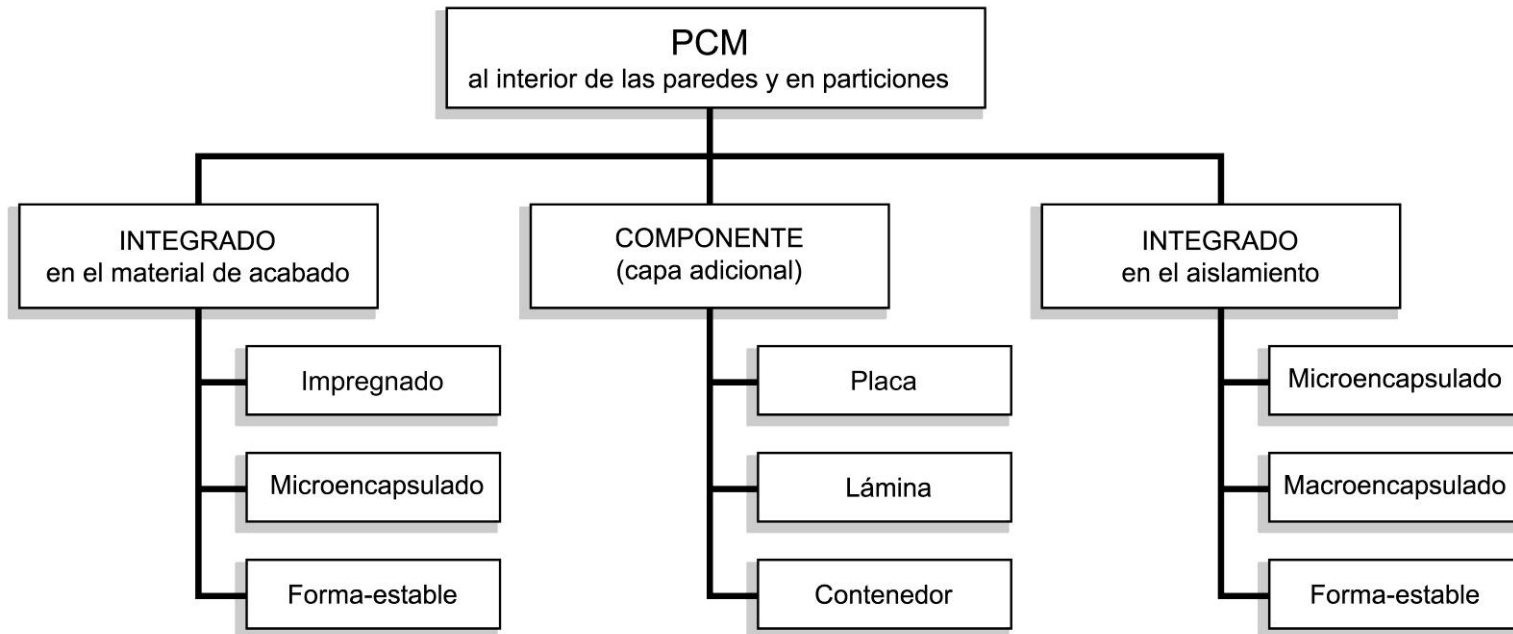 PCM
al interior de las paredes y en particiones
INTEGRADO
en el material de acabado
COMPONENTE
(capa adicional)
INTEGRADO
en el aislamiento
Impregnado
Microencapsulado
Forma-estable
Placa
Lámina
Contenedor
Microencapsulado
Macroencapsulado
Forma-estable